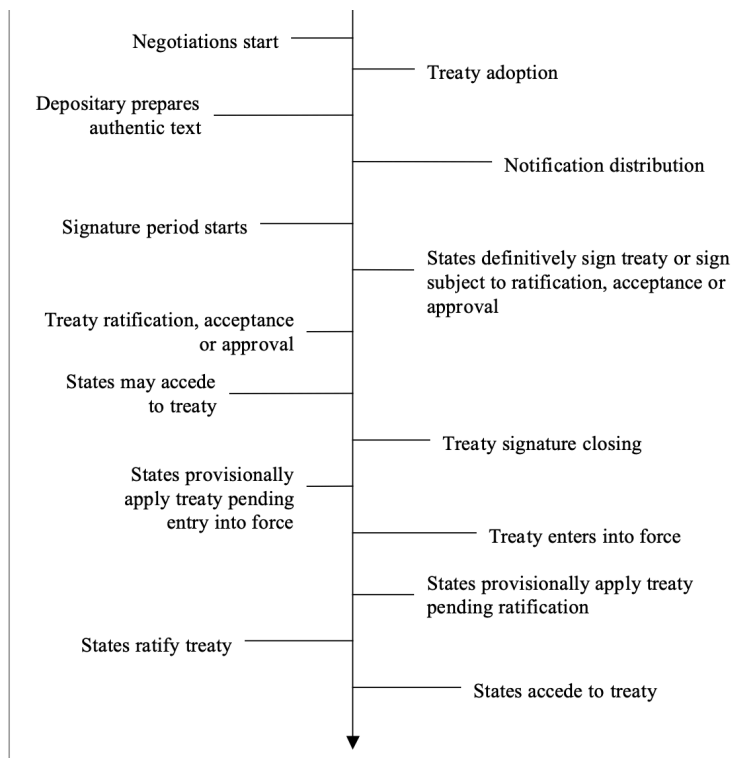 Negotiations start
Treaty adoption
Depositary prepares
authentic text
Notification distribution
Signature period starts
States definitively sign treaty or sign
subject to ratification, acceptance or
approval
Treaty ratification, acceptance
or approval
States may accede
to treaty
Treaty signature closing
States provisionally
apply treaty pending
entry into force
Treaty enters into force
States provisionally apply treaty
pending ratification
States ratify treaty
States accede to treaty